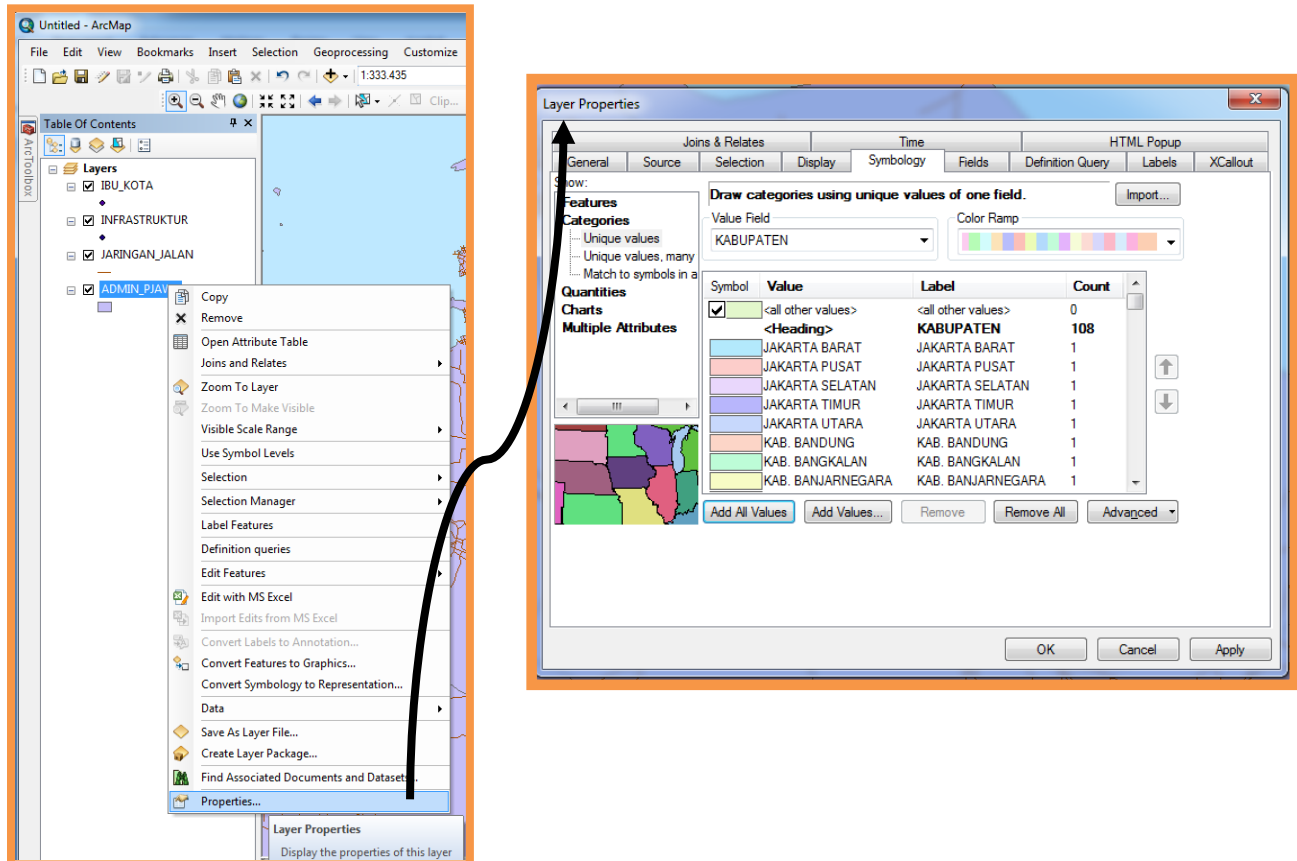 Untitled - ArcMap
File Edit View Bookmarks Insert Selection Geoprocessing Customize
1:333.435
Clip...
Table Of Contents
ArcToolbox
Layers
IBU_KOTA
INFRASTRUKTUR
JARINGAN_JALAN
Copy
Remove
Open Attribute Table
Joins and Relates
Zoom To Layer
Zoom To Make Visible
Visible Scale Range
Use Symbol Levels
Selection
Selection Manager
Label Features
Definition queries
Edit Features
Edit with MS Excel
Import Edits from MS Excel
Convert Labels to Annotation...
Convert Features to Graphics...
Convert Symbology to Representation...
Data
Save As Layer File...
Create Layer Package...
Find Associated Documents and Datasets...
Properties...
Layer Properties
Display the properties of this layer
Layer Properties
Joins & Relates Time HTML Popup
General Source Selection Display Symbology Fields Definition Query Labels XCallout
Show:
Features
Categories
Unique values
Unique values, many
Match to symbols in a
Quantities
Charts
Multiple Attributes
Draw categories using unique values of one field.
Import...
Value Field
KABUPATEN
Color Ramp
Symbol Value Label Count
<all other values> <all other values> 0
<Heading> KABUPATEN 108
JAKARTA BARAT JAKARTA BARAT 1
JAKARTA PUSAT JAKARTA PUSAT 1
JAKARTA SELATAN JAKARTA SELATAN 1
JAKARTA TIMUR JAKARTA TIMUR 1
JAKARTA UTARA JAKARTA UTARA 1
KAB. BANDUNG KAB. BANDUNG 1
KAB. BANGKALAN KAB. BANGKALAN 1
KAB. BANJARNEGARA KAB. BANJARNEGARA 1
Add All Values Add Values... Remove Remove All Advanced
OK Cancel Apply